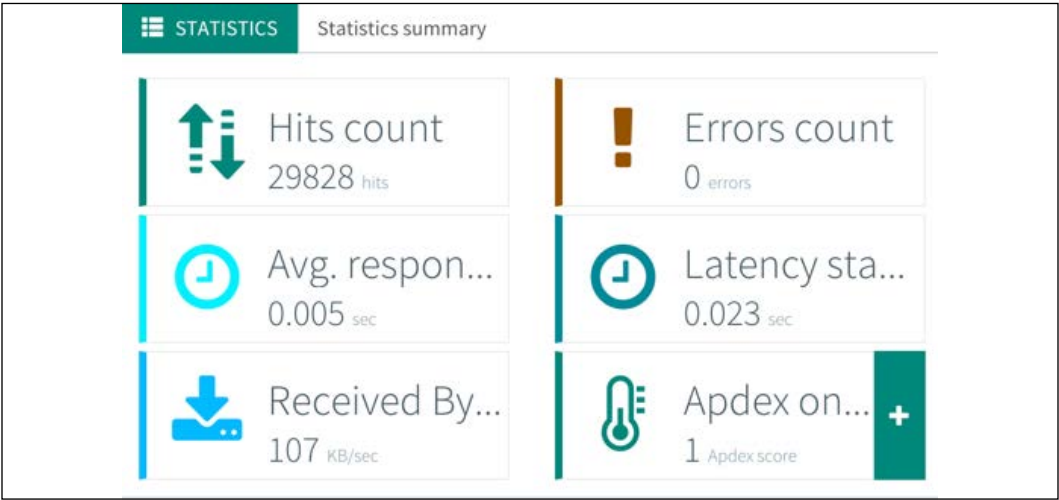 STATISTICS Statistics summary
Hits count
29828 hits
Errors count
0 errors
Avg. respon...
0.005 sec
Latency sta...
0.023 sec
Received By...
107 KB/sec
Apdex on...
+
1 Apdex score